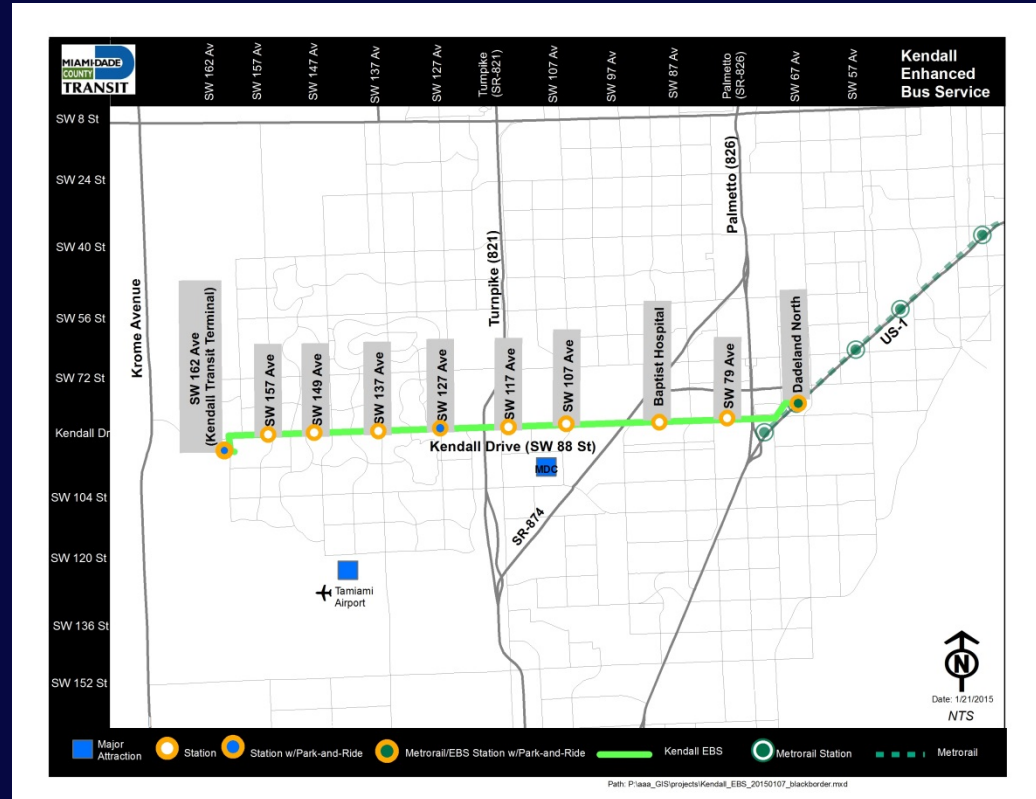 MIAMI-DADE
COUNTY
TRANSIT
SW 162 Av
SW 157 Av
SW 147 Av
SW 137 Av
SW 127 Av
Turnpike
(SR-821)
SW 107 Av
SW 97 Av
SW 87 Av
Palmetto
(SR-826)
SW 67 Av
SW 57 Av
Kendall
Enhanced
Bus Service
SW 8 St
SW 24 St
SW 40 St
SW 56 St
SW 72 St
Kendall Dr
SW 104 St
SW 120 St
SW 136 St
SW 152 St
Krome Avenue
Turnpike (821)
Palmetto (826)
US-1
SR-874
SW 162 Ave
(Kendall Transit Terminal)
SW 157 Ave
SW 149 Ave
SW 137 Ave
SW 127 Ave
SW 117 Ave
SW 107 Ave
Baptist Hospital
SW 79 Ave
Dadeland North
Kendall Drive (SW 88 St)
MDC
Tamiami
Airport
N
Date: 1/21/2015
NTS
Major
Attraction
Station
Station w/Park-and-Ride
Metrorail/EBS Station w/Park-and-Ride
Kendall EBS
Metrorail Station
Metrorail
Path: P:\aaa_GIS\projects\Kendall_EBS_20150107_blackborder.mxd